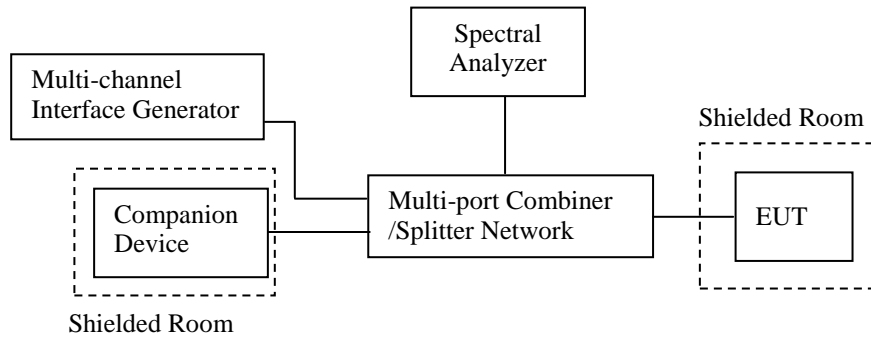 Spectral
Analyzer
Multi-channel
Interface Generator
Shielded Room
Multi-port Combiner
/Splitter Network
EUT
Companion
Device
Shielded Room